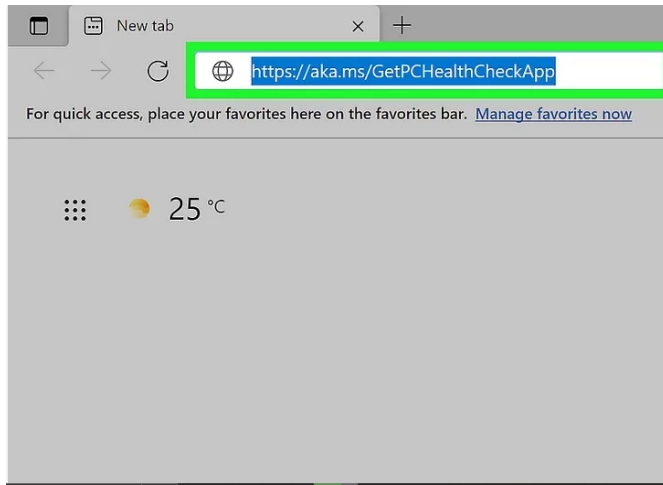 New tab
https://aka.ms/GetPCHealthCheckApp
For quick access, place your favorites here on the favorites bar. Manage favorites now
25 °C